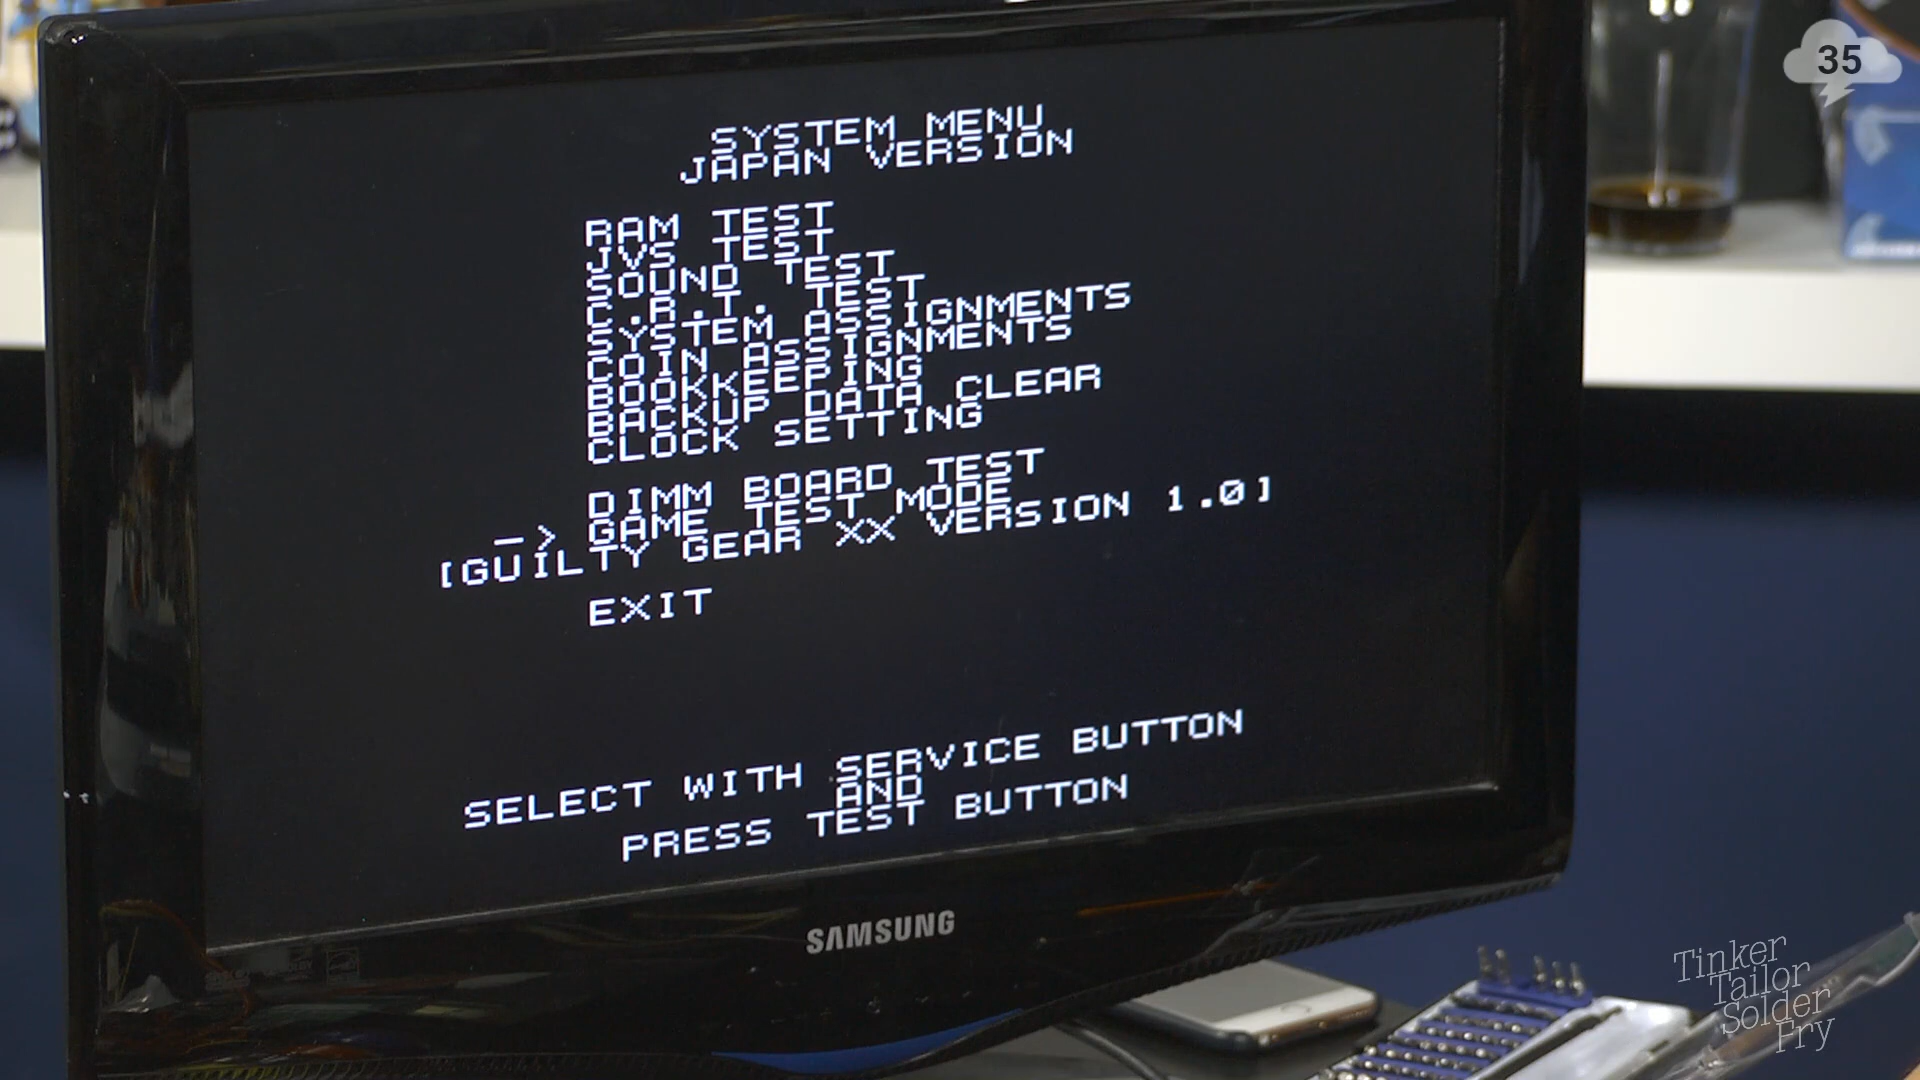 35
SYSTEM MENU
JAPAN VERSION
RAM TEST
JVS TEST
SOUND TEST
C.R.T. TEST
SYSTEM ASSIGNMENTS
COIN ASSIGNMENTS
BOOKKEEPING
BACKUP DATA CLEAR
CLOCK SETTING
DIMM BOARD TEST
-> GAME TEST MODE
[GUILTY GEAR XX VERSION 1.0]
EXIT
SELECT WITH SERVICE BUTTON
AND
PRESS TEST BUTTON
SAMSUNG
Tinker
Tailor
Solder
Fry